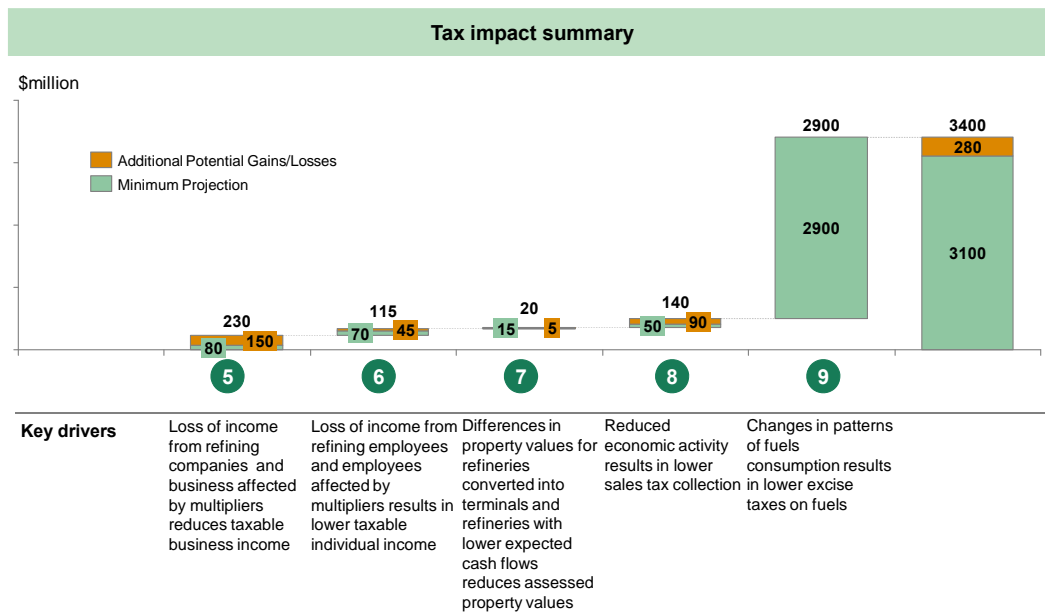 Tax impact summary
$million
Additional Potential Gains/Losses
Minimum Projection
230
80
150
115
70
45
20
15
5
140
50
90
2900
2900
3400
280
3100
5
6
7
8
9
Key drivers
Loss of income
from refining
companies and
business affected
by multipliers
reduces taxable
business income
Loss of income from
refining employees
and employees
affected by
multipliers results in
lower taxable
individual income
Differences in
property values for
refineries
converted into
terminals and
refineries with
lower expected
cash flows
reduces assessed
property values
Reduced
economic activity
results in lower
sales tax collection
Changes in patterns
of fuels
consumption results
in lower excise
taxes on fuels